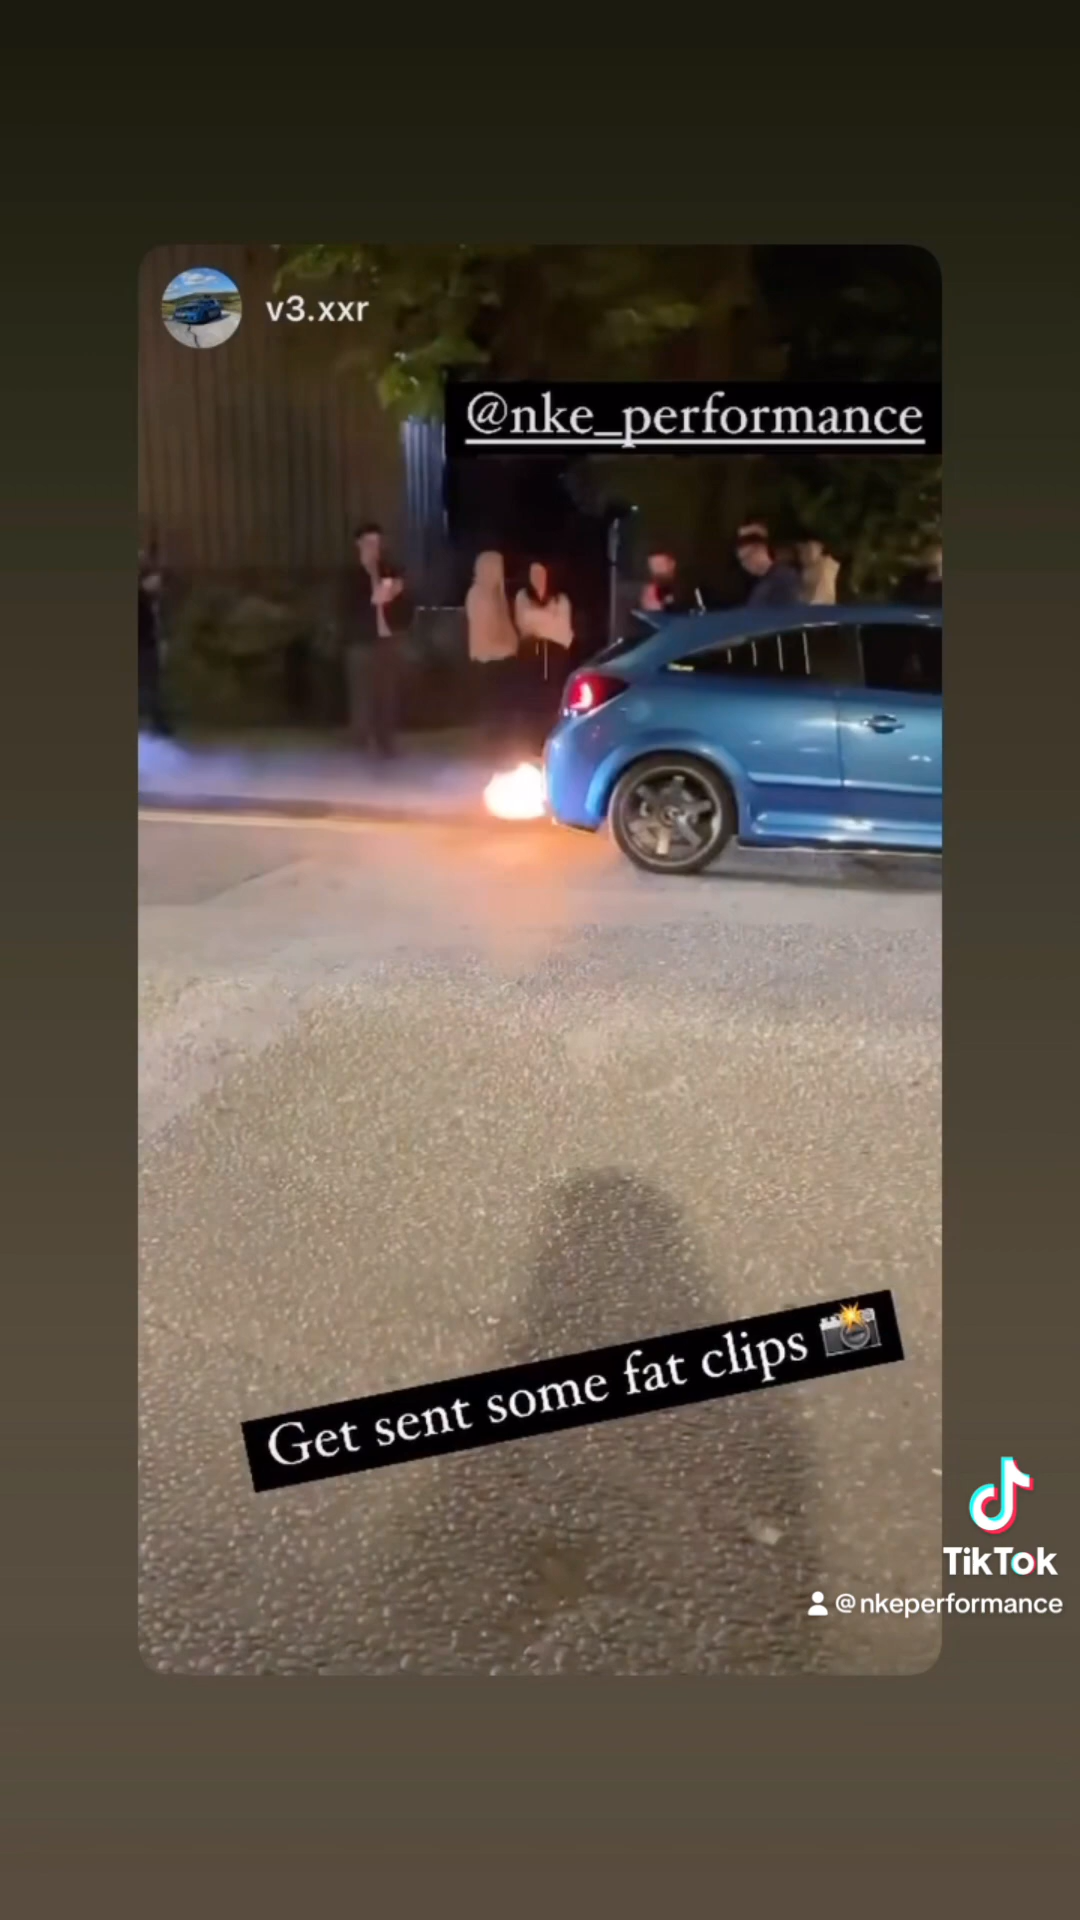 v3.xxr
@nke_performance
Get sent some fat clips 📸
TikTok
@nkeperformance